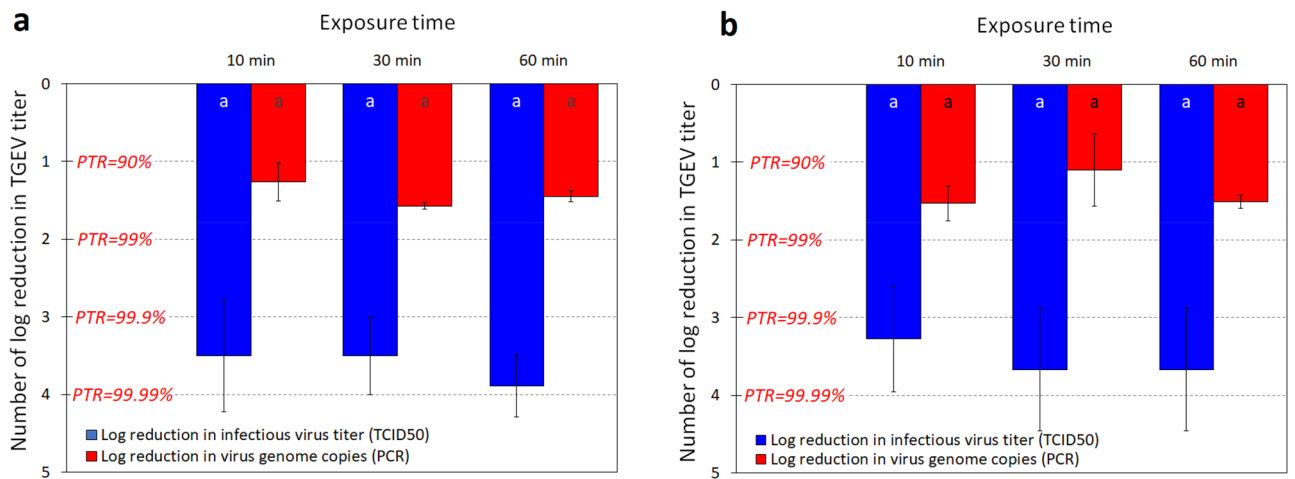 a
Exposure time
10 min 30 min 60 min
Number of log reduction in TGEV titer
0
1
2
3
4
5
a a a a a a
PTR=90%
PTR=99%
PTR=99.9%
PTR=99.99%
Log reduction in infectious virus titer (TCID50)
Log reduction in virus genome copies (PCR)
b
Exposure time
10 min 30 min 60 min
Number of log reduction in TGEV titer
0
1
2
3
4
5
a a a a a a
PTR=90%
PTR=99%
PTR=99.9%
PTR=99.99%
Log reduction in infectious virus titer (TCID50)
Log reduction in virus genome copies (PCR)